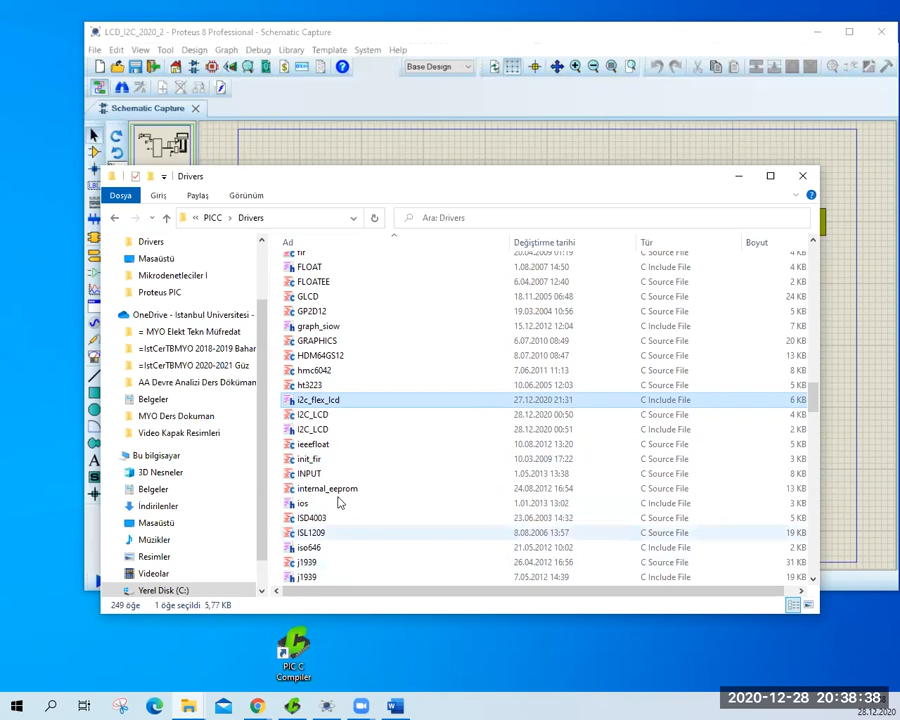 LCD_I2C_2020_2 - Proteus 8 Professional - Schematic Capture
File Edit View Tool Design Graph Debug Library Template System Help
Base Design
Schematic Capture
Drivers
Dosya Giriş Paylaş Görünüm
« PICC › Drivers
Ara: Drivers
Drivers
Masaüstü
Mikrodenetleciler I
Proteus PIC
OneDrive - Istanbul Universitesi -
= MYO Elekt Tekn Müfredat
=IstCerTBMYO 2018-2019 Bahar
=IstCerTBMYO 2020-2021 Güz
AA Devre Analizi Ders Döküman
Belgeler
MYO Ders Dokuman
Video Kapak Resimleri
Bu bilgisayar
3D Nesneler
Belgeler
İndirilenler
Masaüstü
Müzikler
Resimler
Videolar
Yerel Disk (C:)
Ad Değiştirme tarihi Tür Boyut
fir 20.04.2009 01:19 C Source File 4 KB
FLOAT 1.08.2007 14:50 C Include File 4 KB
FLOATEE 6.04.2007 12:40 C Source File 2 KB
GLCD 18.11.2005 06:48 C Source File 24 KB
GP2D12 19.03.2004 10:56 C Source File 7 KB
graph_siow 15.12.2012 12:04 C Include File 7 KB
GRAPHICS 6.07.2010 08:49 C Source File 20 KB
HDM64GS12 8.07.2010 08:47 C Source File 13 KB
hmc6042 7.06.2011 11:13 C Source File 8 KB
ht3223 10.06.2005 12:03 C Source File 5 KB
i2c_flex_lcd 27.12.2020 21:31 C Include File 6 KB
I2C_LCD 28.12.2020 00:50 C Source File 4 KB
I2C_LCD 28.12.2020 00:51 C Include File 4 KB
ieeefloat 10.08.2012 13:20 C Source File 3 KB
init_fir 10.03.2009 17:22 C Source File 3 KB
INPUT 1.05.2013 13:38 C Source File 8 KB
internal_eeprom 24.08.2012 16:54 C Source File 13 KB
ios 1.01.2013 13:02 C Include File 3 KB
ISD4003 23.06.2003 14:32 C Source File 5 KB
ISL1209 8.08.2006 13:57 C Source File 19 KB
iso646 21.05.2012 10:02 C Include File 2 KB
j1939 26.04.2012 16:56 C Source File 31 KB
j1939 7.05.2012 14:39 C Include File 19 KB
249 öğe 1 öğe seçildi 5,77 KB
PIC C
Compiler
2020-12-28 20:38:38
28.12.2020